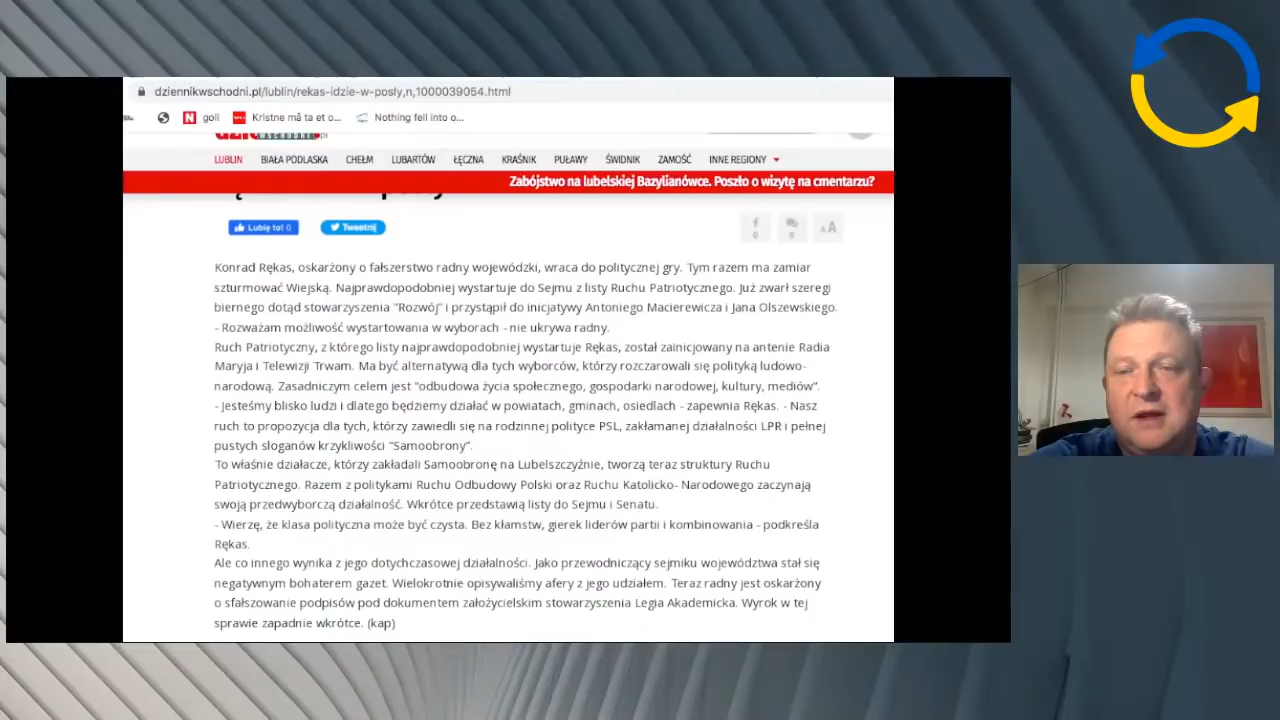 dziennikwschodni.pl/lublin/rekas-idzie-w-posly,n,1000039054.html
goli
Kristne må ta et o...
Nothing fell into o...
LUBLIN BIAŁA PODLASKA CHEŁM LUBARTÓW ŁĘCZNA KRAŚNIK PUŁAWY ŚWIDNIK ZAMOŚĆ INNE REGIONY
Zabójstwo na lubelskiej Bazylianówce. Poszło o wizytę na cmentarzu?
Lubię to! 0
Tweetnij
0 0 AA
Konrad Rękas, oskarżony o fałszerstwo radny wojewódzki, wraca do politycznej gry. Tym razem ma zamiar
szturmować Wiejską. Najprawdopodobniej wystartuje do Sejmu z listy Ruchu Patriotycznego. Już zwarł szeregi
biernego dotąd stowarzyszenia "Rozwój" i przystąpił do inicjatywy Antoniego Macierewicza i Jana Olszewskiego.
- Rozważam możliwość wystartowania w wyborach - nie ukrywa radny.
Ruch Patriotyczny, z którego listy najprawdopodobniej wystartuje Rękas, został zainicjowany na antenie Radia
Maryja i Telewizji Trwam. Ma być alternatywą dla tych wyborców, którzy rozczarowali się polityką ludowo-
narodową. Zasadniczym celem jest "odbudowa życia społecznego, gospodarki narodowej, kultury, mediów”.
- Jesteśmy blisko ludzi i dlatego będziemy działać w powiatach, gminach, osiedlach - zapewnia Rękas. - Nasz
ruch to propozycja dla tych, którzy zawiedli się na rodzinnej polityce PSL, zakłamanej działalności LPR i pełnej
pustych sloganów krzykliwości "Samoobrony”.
To właśnie działacze, którzy zakładali Samoobronę na Lubelszczyźnie, tworzą teraz struktury Ruchu
Patriotycznego. Razem z politykami Ruchu Odbudowy Polski oraz Ruchu Katolicko- Narodowego zaczynają
swoją przedwyborczą działalność. Wkrótce przedstawią listy do Sejmu i Senatu.
- Wierzę, że klasa polityczna może być czysta. Bez kłamstw, gierek liderów partii i kombinowania - podkreśla
Rękas.
Ale co innego wynika z jego dotychczasowej działalności. Jako przewodniczący sejmiku województwa stał się
negatywnym bohaterem gazet. Wielokrotnie opisywaliśmy afery z jego udziałem. Teraz radny jest oskarżony
o sfałszowanie podpisów pod dokumentem założycielskim stowarzyszenia Legia Akademicka. Wyrok w tej
sprawie zapadnie wkrótce. (kap)